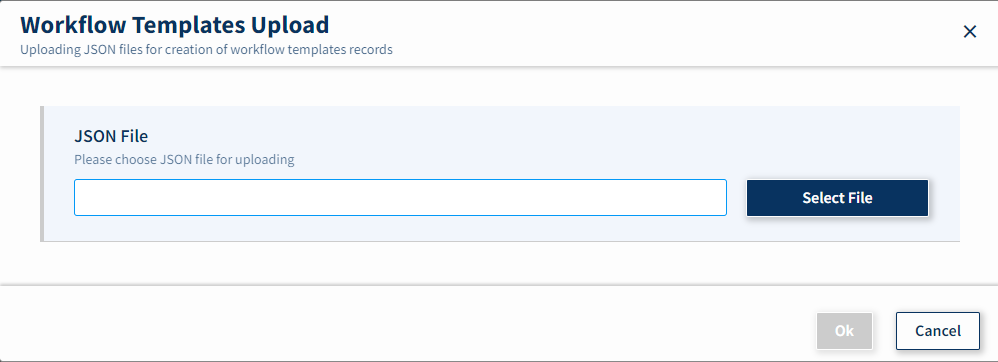 Workflow Templates Upload
Uploading JSON files for creation of workflow templates records
JSON File
Please choose JSON file for uploading
Select File
Ok
Cancel